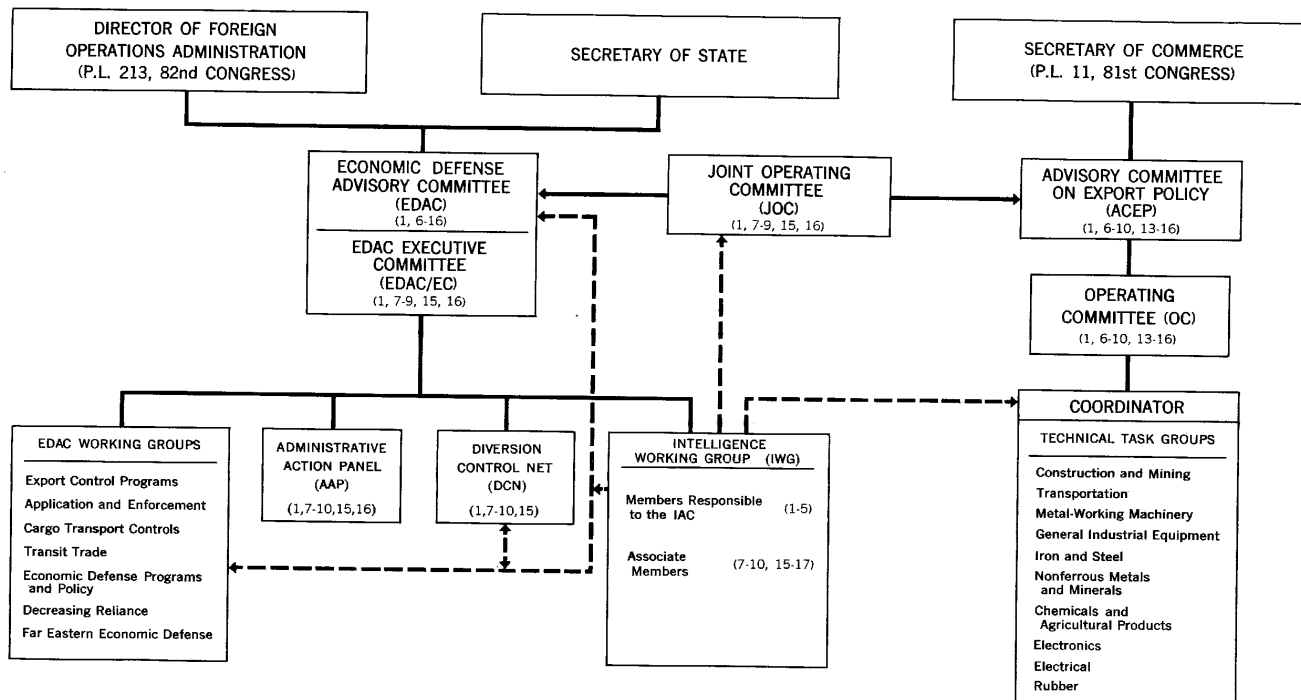 DIRECTOR OF FOREIGN
OPERATIONS ADMINISTRATION
(P.L. 213, 82nd CONGRESS)
SECRETARY OF STATE
SECRETARY OF COMMERCE
(P.L. 11, 81st CONGRESS)
ECONOMIC DEFENSE
ADVISORY COMMITTEE
(EDAC)
(1, 6-16)
EDAC EXECUTIVE
COMMITTEE
(EDAC/EC)
(1, 7-9, 15, 16)
JOINT OPERATING
COMMITTEE
(JOC)
(1, 7-9, 15, 16)
ADVISORY COMMITTEE
ON EXPORT POLICY
(ACEP)
(1, 6-10, 13-16)
OPERATING
COMMITTEE (OC)
(1, 6-10, 13-16)
EDAC WORKING GROUPS
Export Control Programs
Application and Enforcement
Cargo Transport Controls
Transit Trade
Economic Defense Programs
and Policy
Decreasing Reliance
Far Eastern Economic Defense
ADMINISTRATIVE
ACTION PANEL
(AAP)
(1,7-10,15,16)
DIVERSION
CONTROL NET
(DCN)
(1,7-10,15)
INTELLIGENCE
WORKING GROUP (IWG)
Members Responsible
to the IAC (1-5)
Associate (7-10, 15-17)
Members
COORDINATOR
TECHNICAL TASK GROUPS
Construction and Mining
Transportation
Metal-Working Machinery
General Industrial Equipment
Iron and Steel
Nonferrous Metals
and Minerals
Chemicals and
Agricultural Products
Electronics
Electrical
Rubber